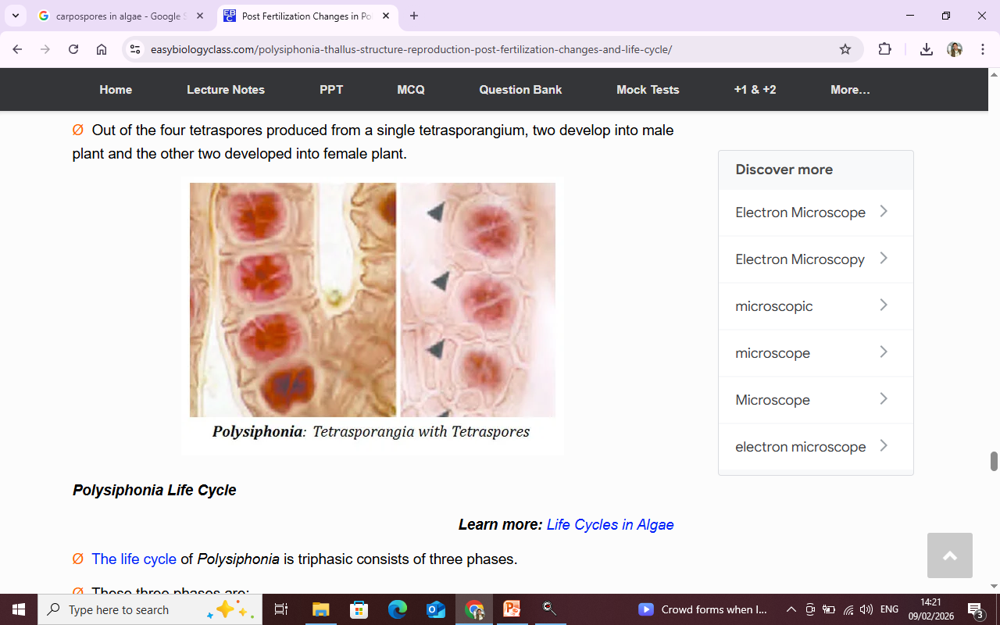 carpospores in algae - Google S
Post Fertilization Changes in Po
easybiologyclass.com/polysiphonia-thallus-structure-reproduction-post-fertilization-changes-and-life-cycle/
Home Lecture Notes PPT MCQ Question Bank Mock Tests +1 & +2 More...
Ø Out of the four tetraspores produced from a single tetrasporangium, two develop into male
plant and the other two developed into female plant.
Polysiphonia: Tetrasporangia with Tetraspores
Polysiphonia Life Cycle
Learn more: Life Cycles in Algae
Ø The life cycle of Polysiphonia is triphasic consists of three phases.
Ø These three phases are:
Discover more
Electron Microscope
Electron Microscopy
microscopic
microscope
Microscope
electron microscope
Type here to search
Crowd forms when I...
ENG
14:21
09/02/2026
3